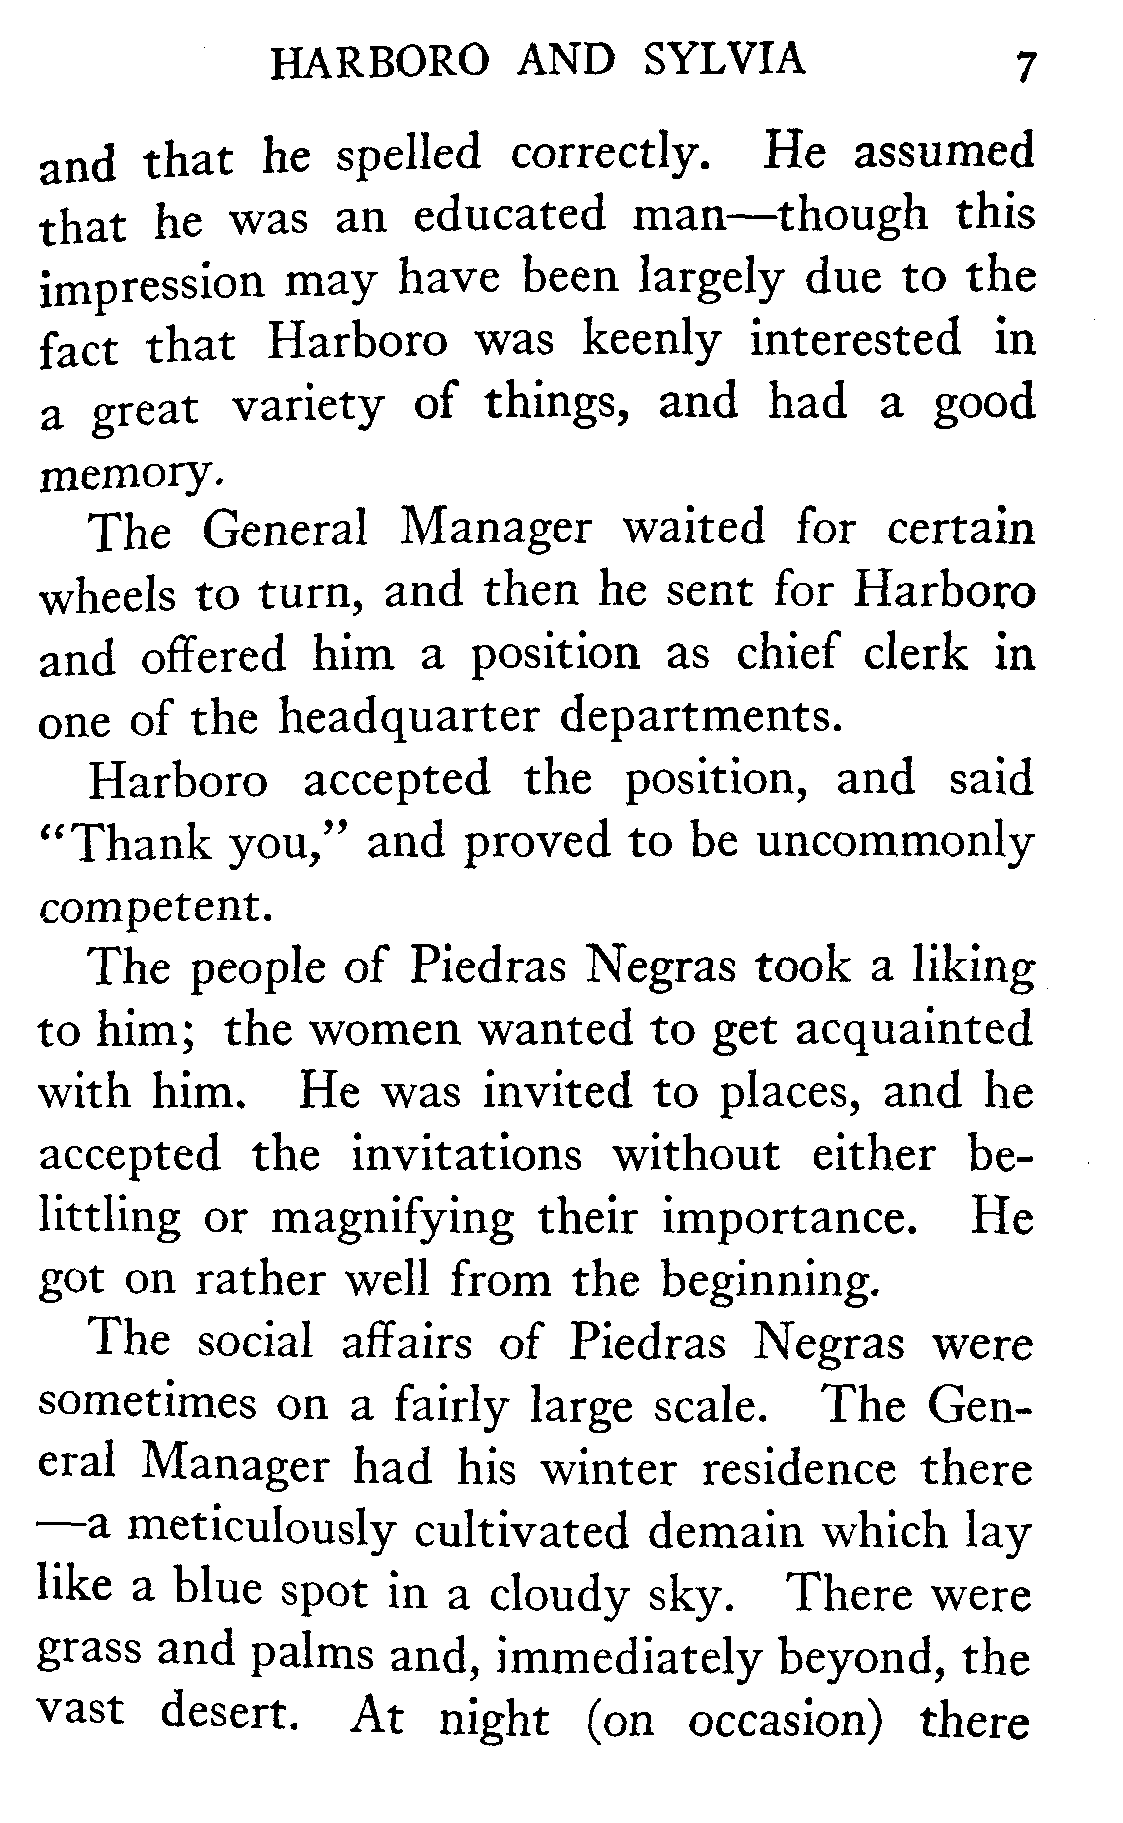 HARBORO AND SYLVIA 7
and that he spelled correctly. He assumed
that he was an educated man—though this
impression may have been largely due to the
fact that Harboro was keenly interested in
a great variety of things, and had a good
memory.
The General Manager waited for certain
wheels to turn, and then he sent for Harboro
and offered him a position as chief clerk in
one of the headquarter departments.
Harboro accepted the position, and said
“Thank you,” and proved to be uncommonly
competent.
The people of Piedras Negras took a liking
to him; the women wanted to get acquainted
with him. He was invited to places, and he
accepted the invitations without either be-
littling or magnifying their importance. He
got on rather well from the beginning.
The social affairs of Piedras Negras were
sometimes on a fairly large scale. The Gen-
eral Manager had his winter residence there
—a meticulously cultivated demain which lay
like a blue spot in a cloudy sky. There were
grass and palms and, immediately beyond, the
vast desert. At night (on occasion) there